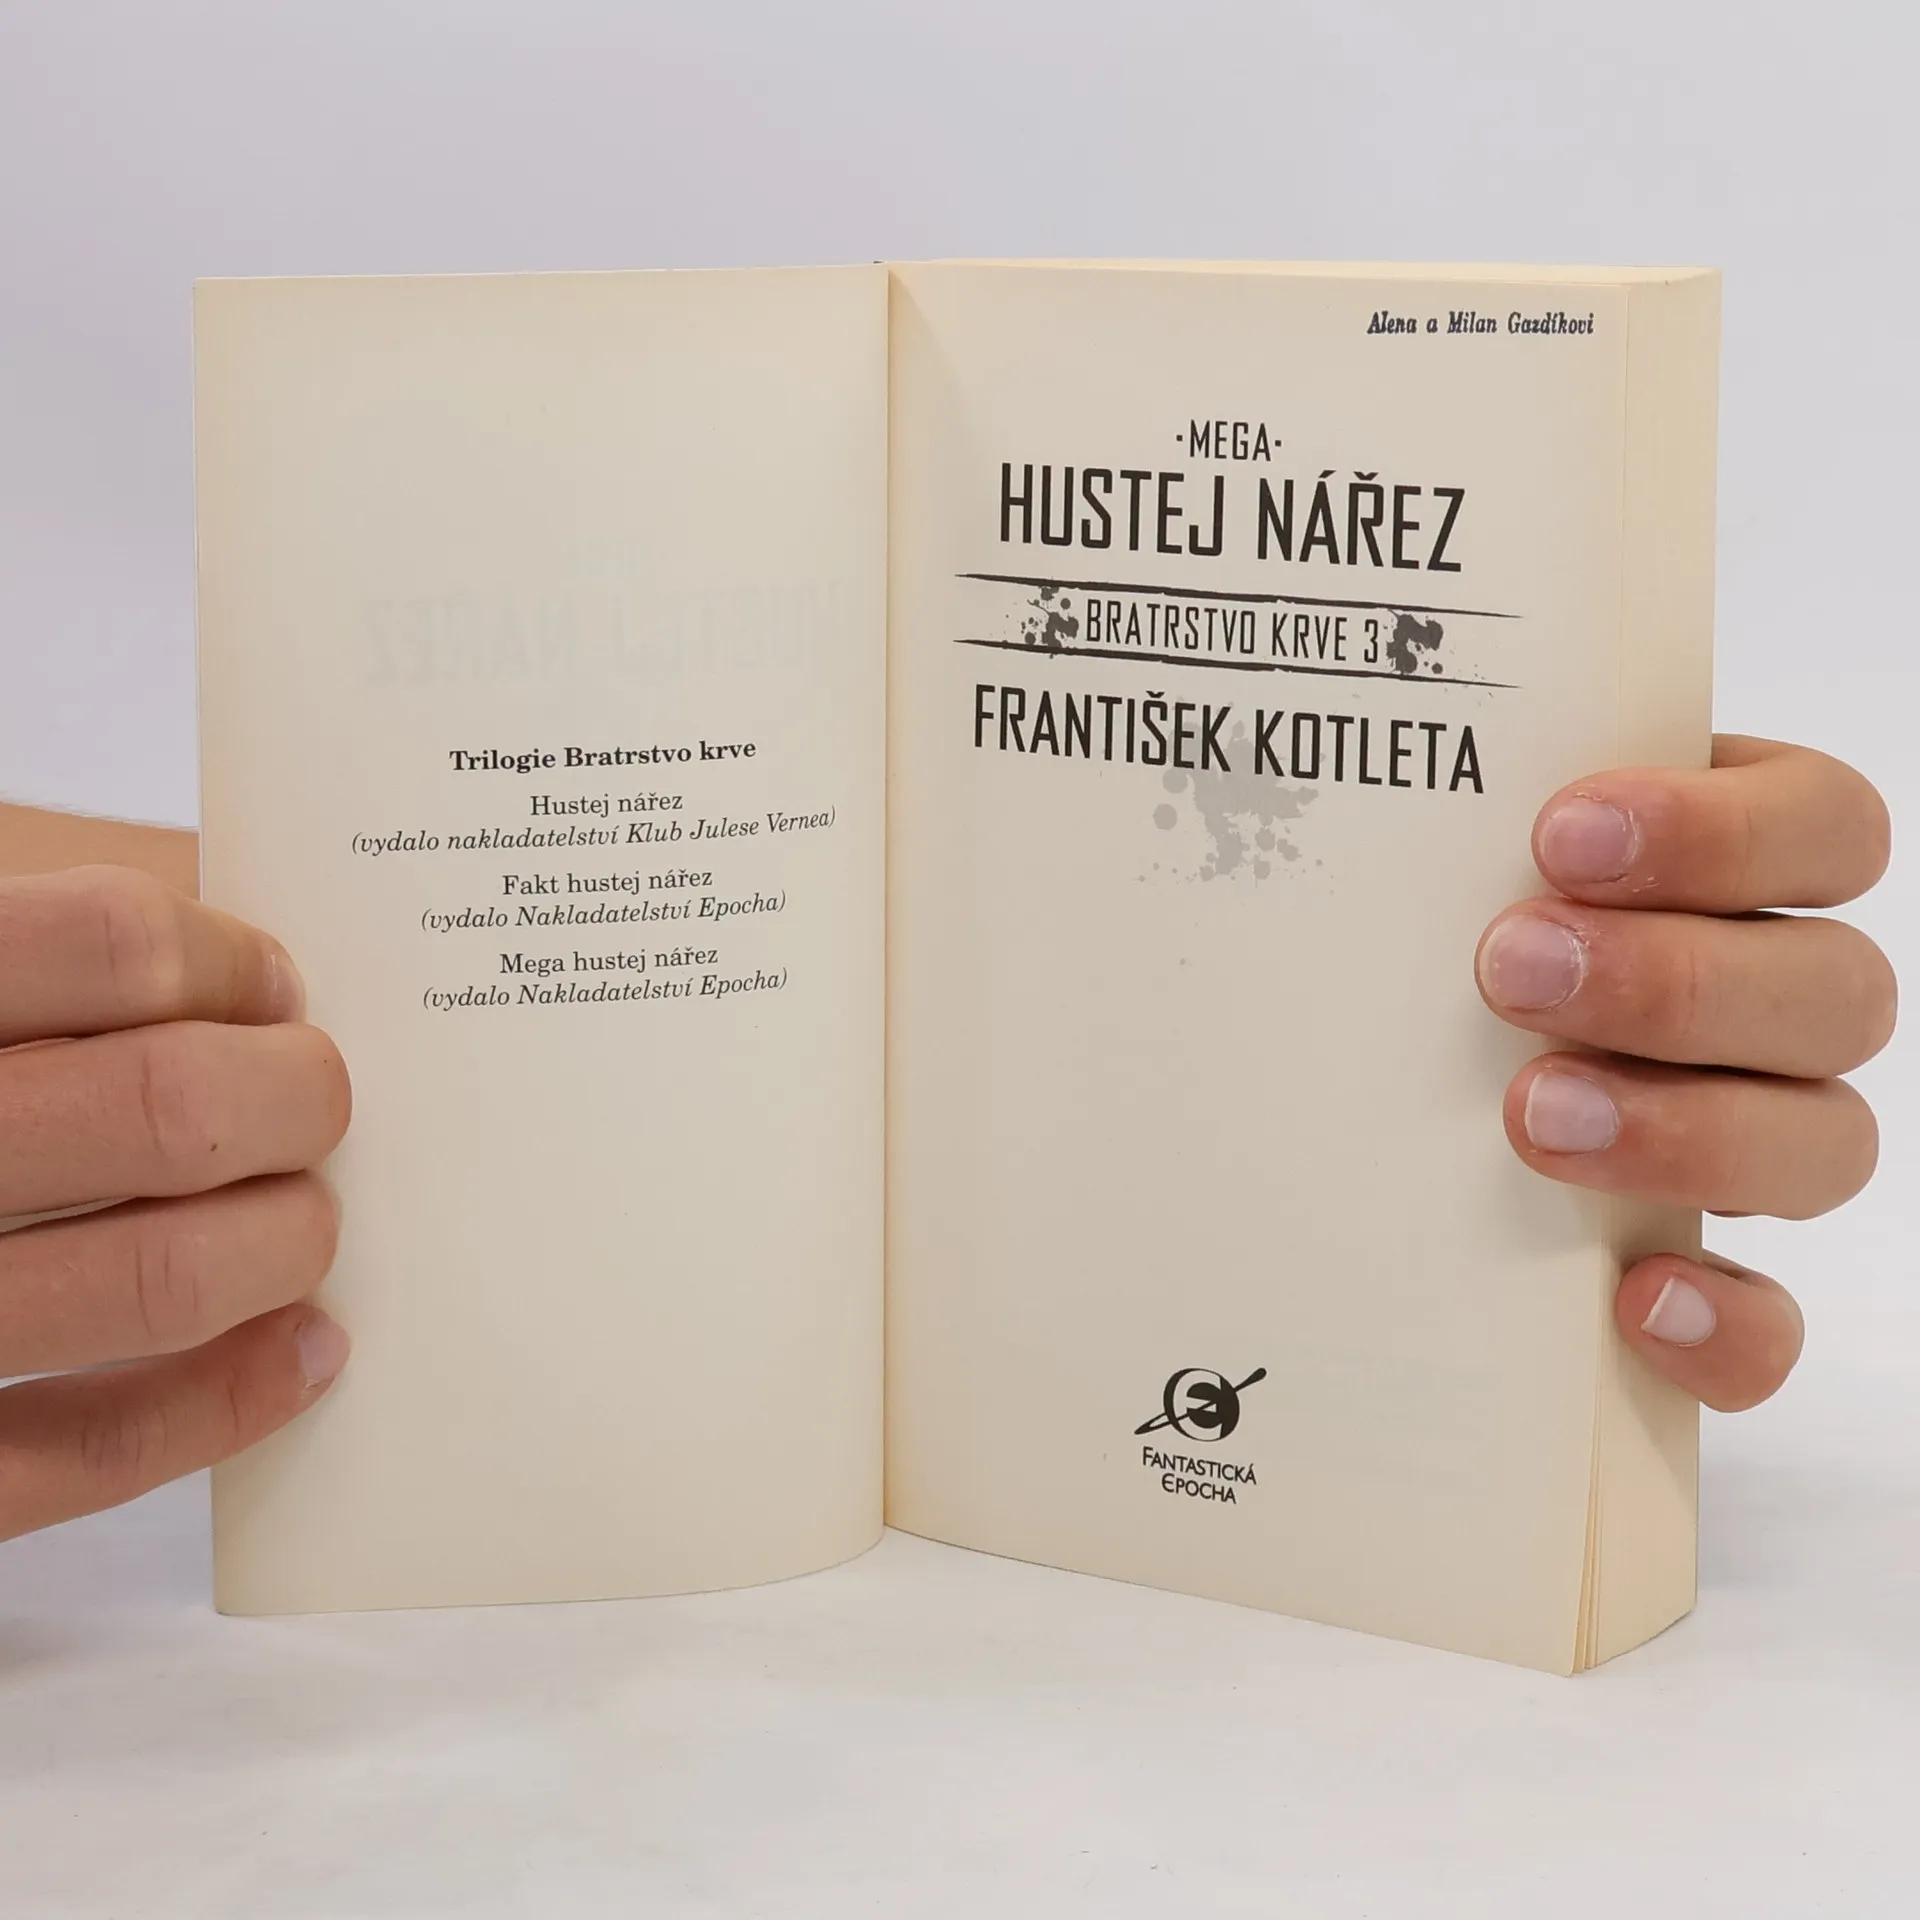 Trilogie Bratrstvo krve
Hustej nářez
(vydalo nakladatelství Klub Julese Vernea)
Fakt hustej nářez
(vydalo Nakladatelství Epocha)
Mega hustej nářez
(vydalo Nakladatelství Epocha)
Alena a Milan Gazdíkovi
·MEGA·
HUSTEJ NÁŘEZ
BRATRSTVO KRVE 3
FRANTIŠEK KOTLETA
FANTASTICKÁ
EPOCHA